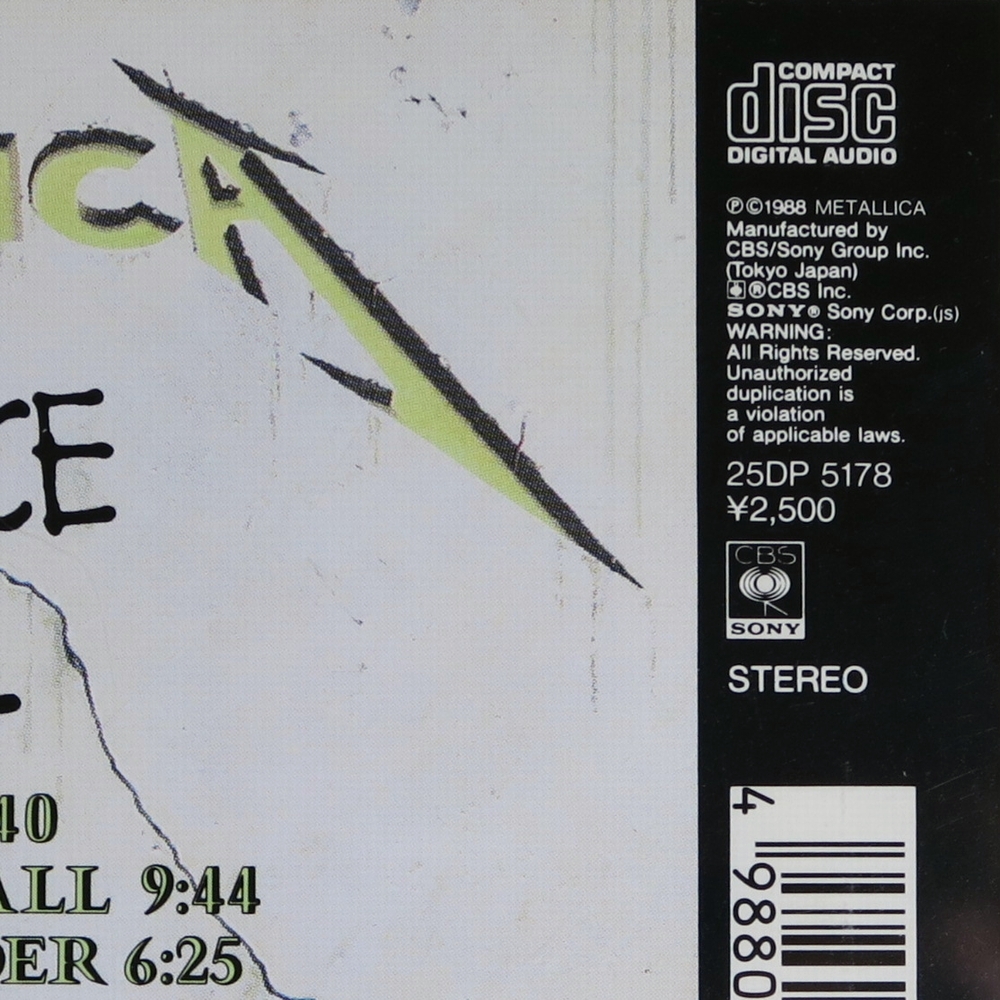 ICA
CE
40
ALL 9:44
DER 6:25
COMPACT
disc
DIGITAL AUDIO
℗©1988 METALLICA
Manufactured by
CBS/Sony Group Inc.
(Tokyo Japan)
®CBS Inc.
SONY® Sony Corp.(js)
WARNING:
All Rights Reserved.
Unauthorized
duplication is
a violation
of applicable laws.
25DP 5178
¥2,500
CBS
SONY
STEREO
4 9880